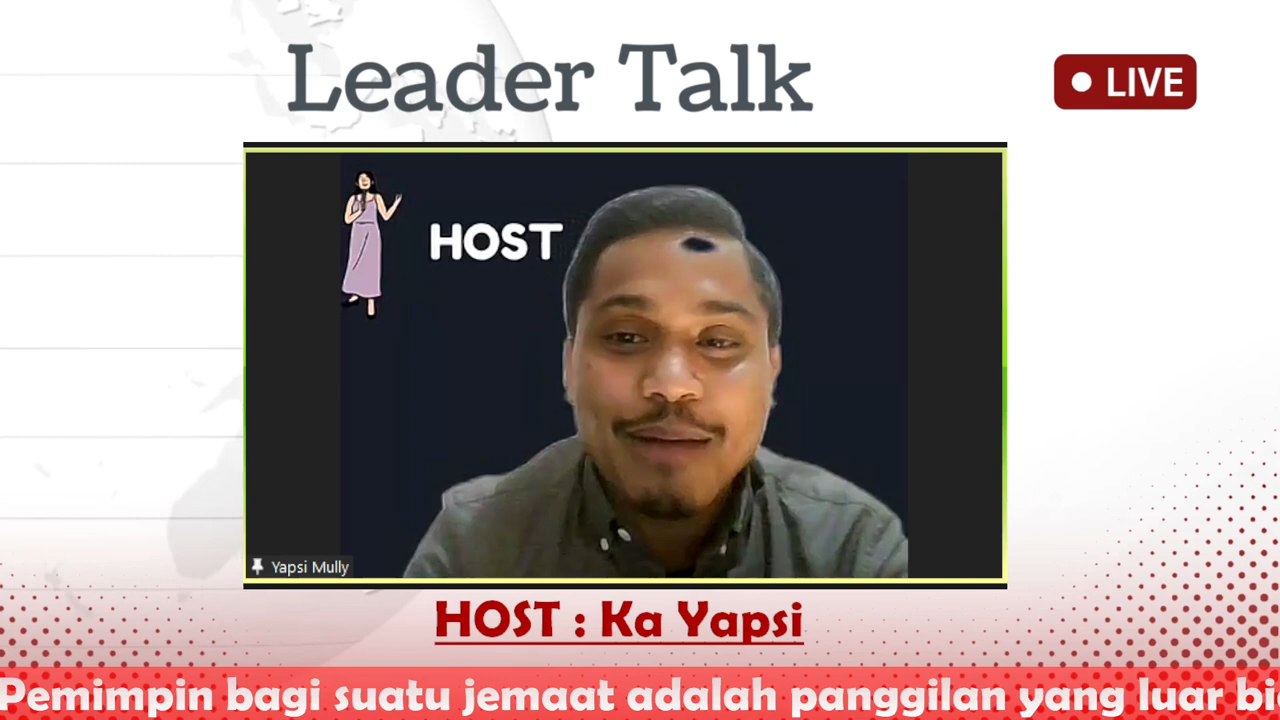 Leader Talk
LIVE
HOST
Yapsi Mully
HOST : Ka Yapsi
Pemimpin bagi suatu jemaat adalah panggilan yang luar